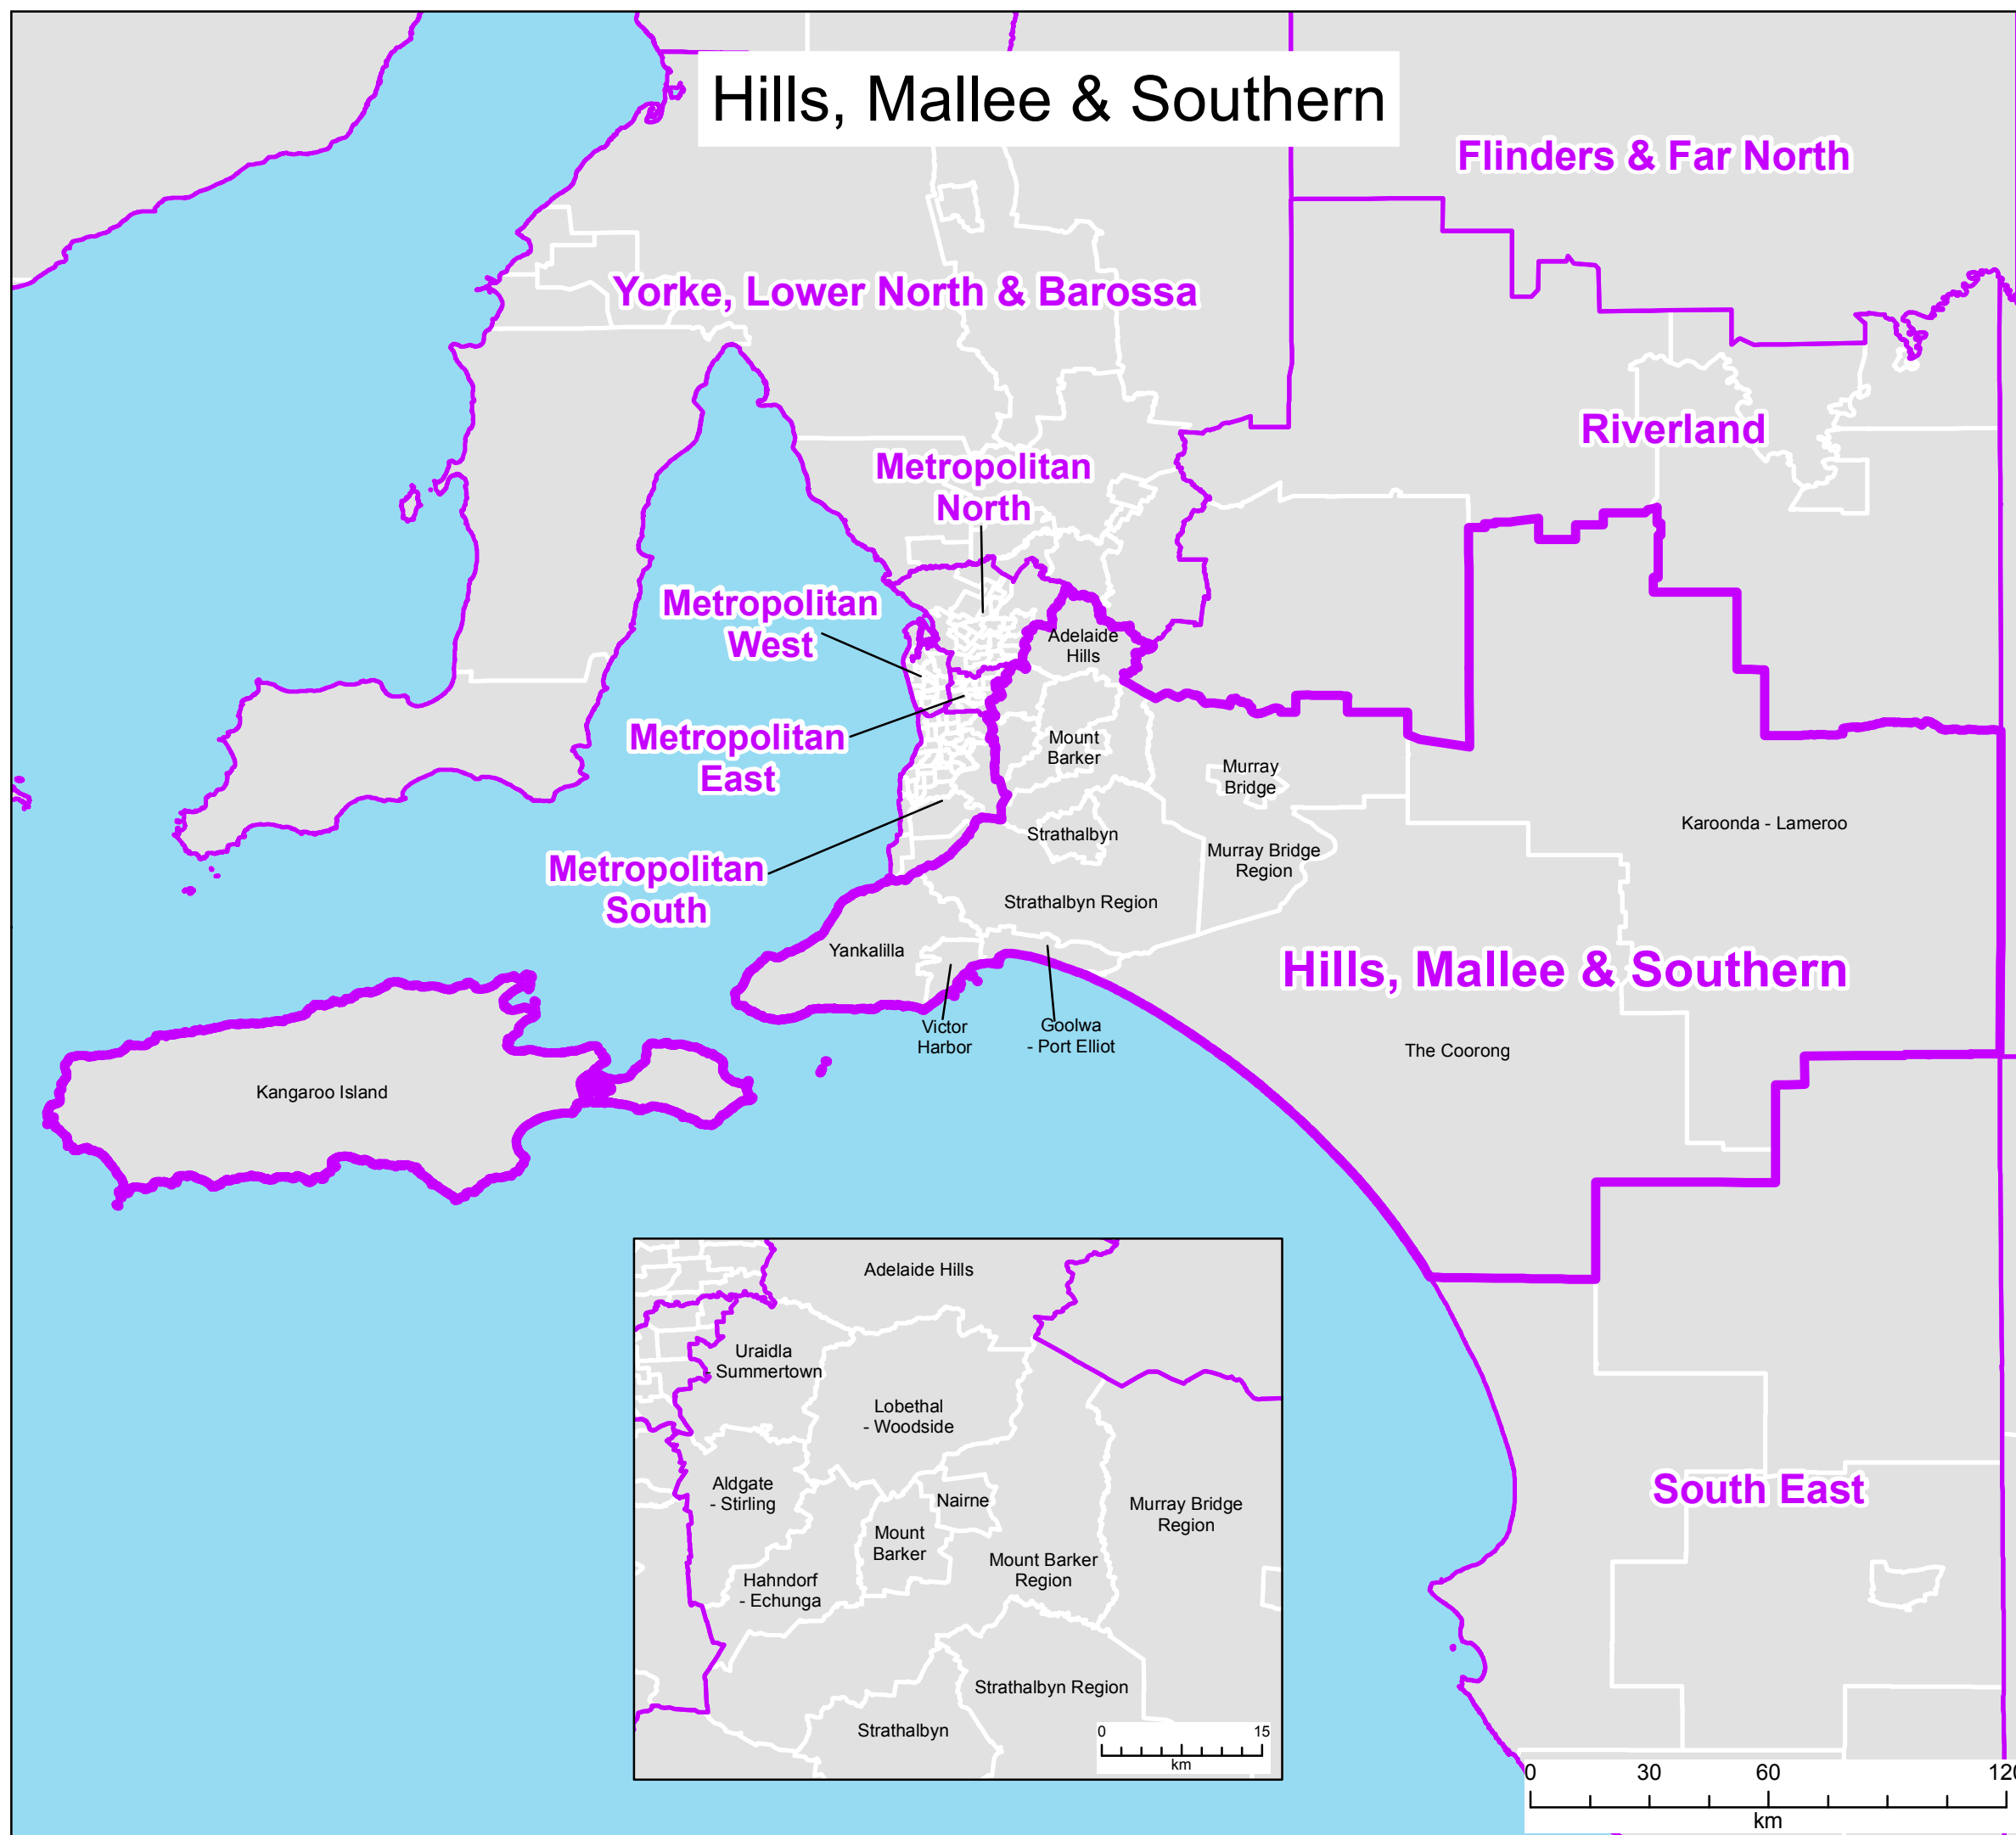 Hills, Mallee & Southern
Flinders & Far North
Yorke, Lower North & Barossa
Riverland
Metropolitan
North
Metropolitan
West
Adelaide
Hills
Metropolitan
East
Mount
Barker
Murray
Bridge
Karoonda - Lameroo
Strathalbyn
Murray Bridge
Region
Metropolitan
South
Strathalbyn Region
Yankalilla
Hills, Mallee & Southern
Victor
Harbor
Goolwa
- Port Elliot
The Coorong
Kangaroo Island
Adelaide Hills
Uraidla
- Summertown
Lobethal
- Woodside
Aldgate
- Stirling
Nairne
Murray Bridge
Region
Mount
Barker
Mount Barker
Region
Hahndorf
- Echunga
Strathalbyn Region
Strathalbyn
0 15
km
South East
0 30 60 120
km